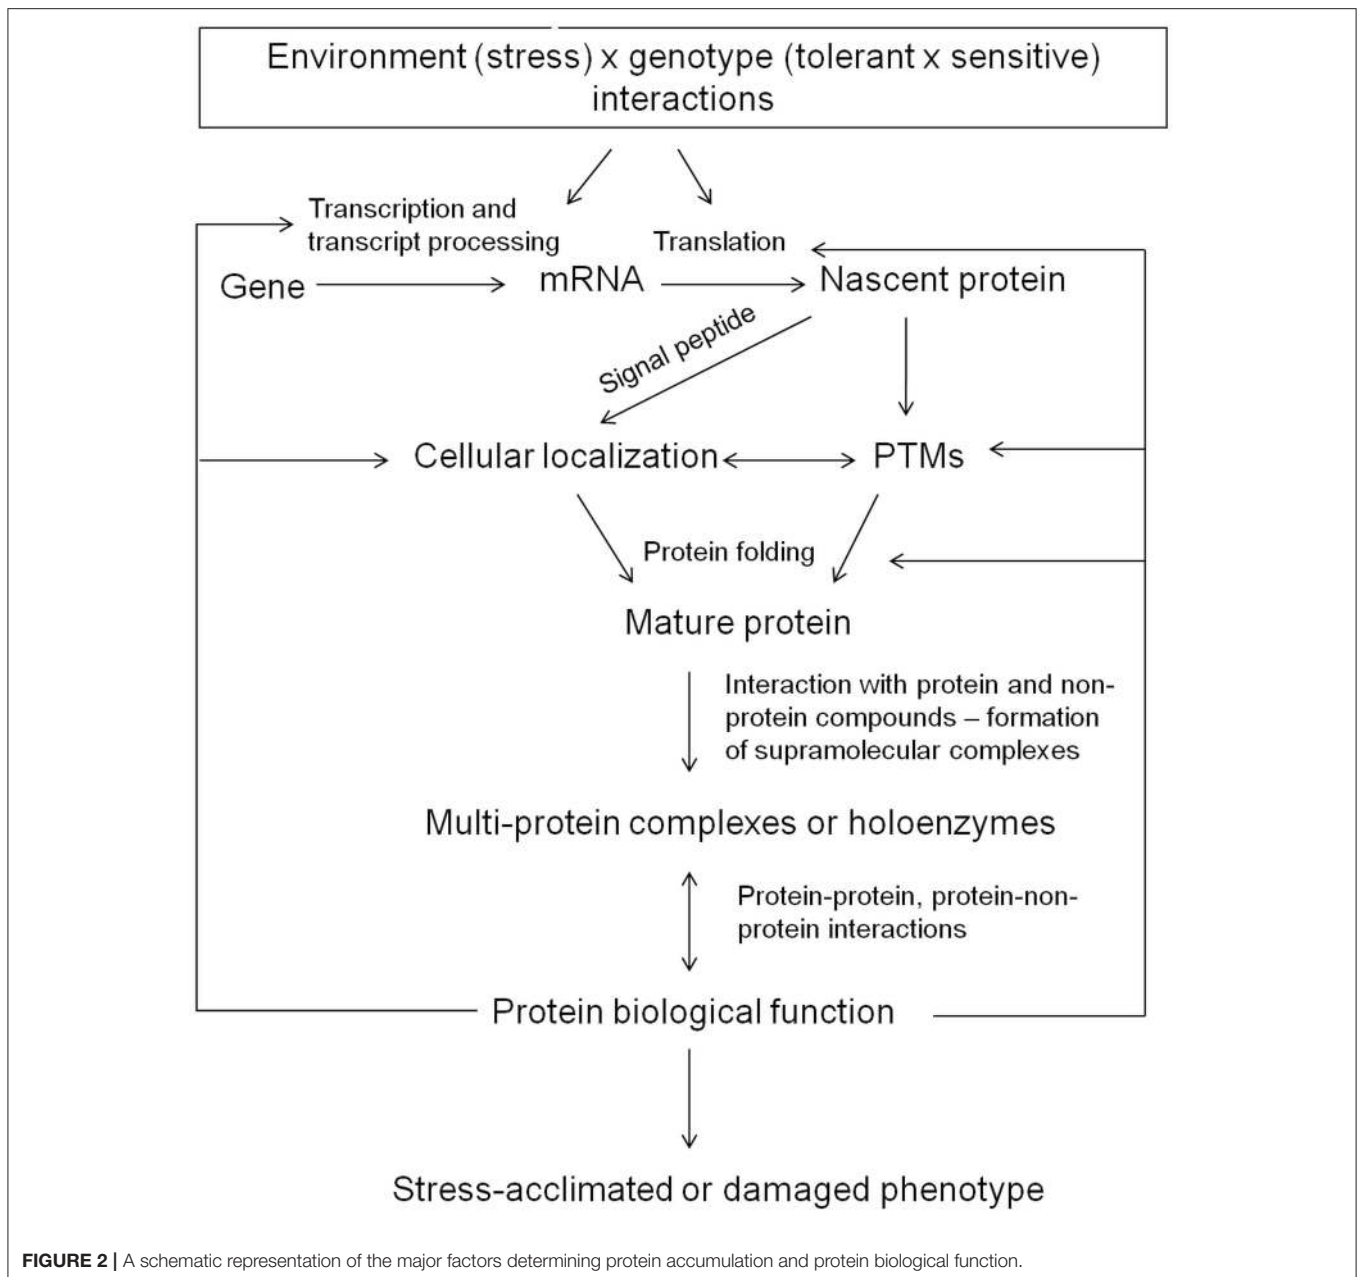 Environment (stress) x genotype (tolerant x sensitive)
interactions
Transcription and
transcript processing
Translation
Gene
mRNA
Nascent protein
Signal peptide
Cellular localization
PTMs
Protein folding
Mature protein
Interaction with protein and non-
protein compounds – formation
of supramolecular complexes
Multi-protein complexes or holoenzymes
Protein-protein, protein-non-
protein interactions
Protein biological function
Stress-acclimated or damaged phenotype
FIGURE 2 | A schematic representation of the major factors determining protein accumulation and protein biological function.